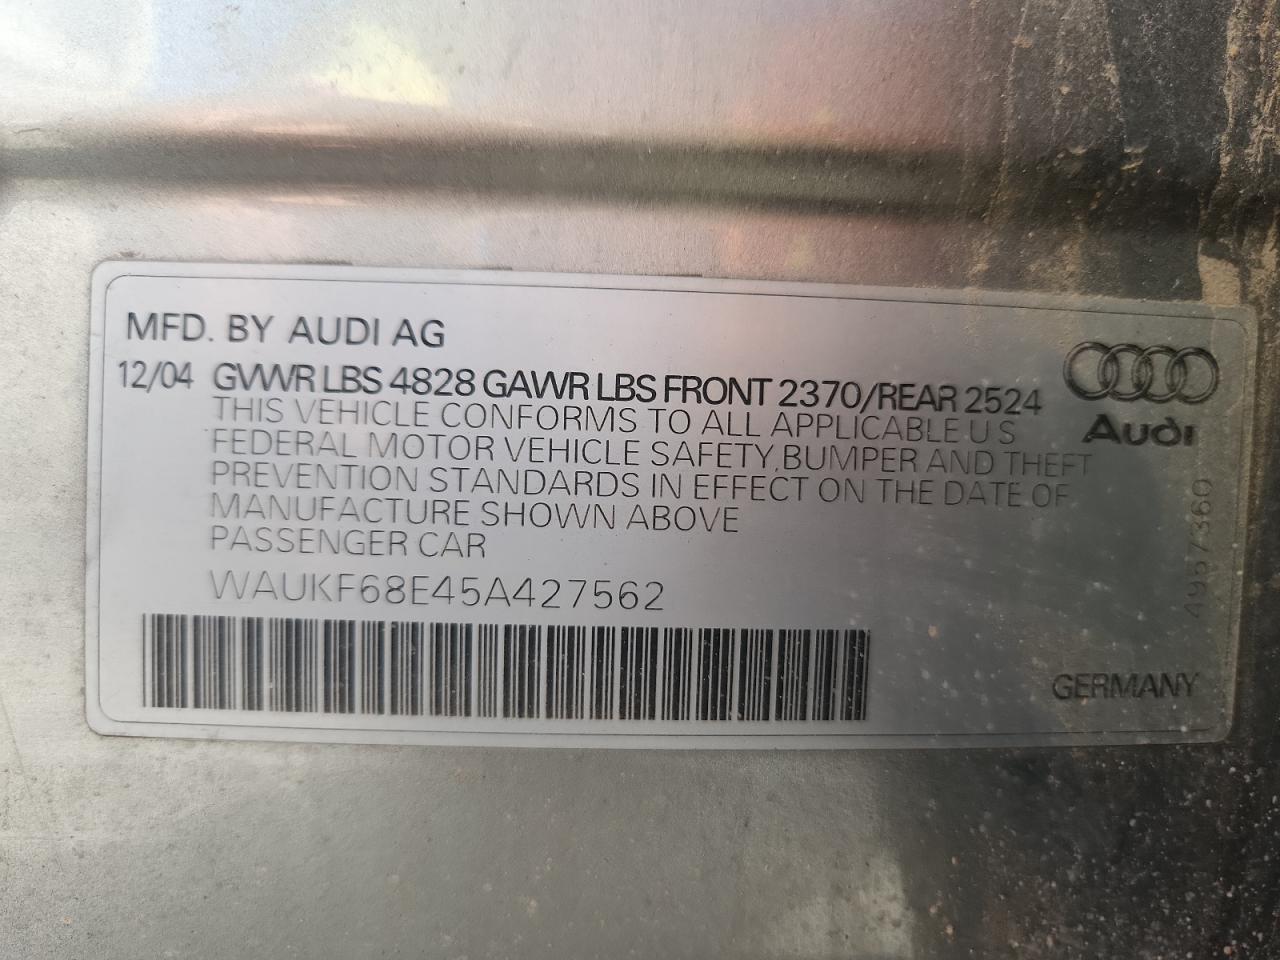 MFD. BY AUDI AG
12/04 GVWR LBS 4828 GAWR LBS FRONT 2370/REAR 2524
THIS VEHICLE CONFORMS TO ALL APPLICABLE U S
FEDERAL MOTOR VEHICLE SAFETY, BUMPER AND THEFT
PREVENTION STANDARDS IN EFFECT ON THE DATE OF
MANUFACTURE SHOWN ABOVE
PASSENGER CAR
WAUKF68E45A427562
Audi
4957360
GERMANY